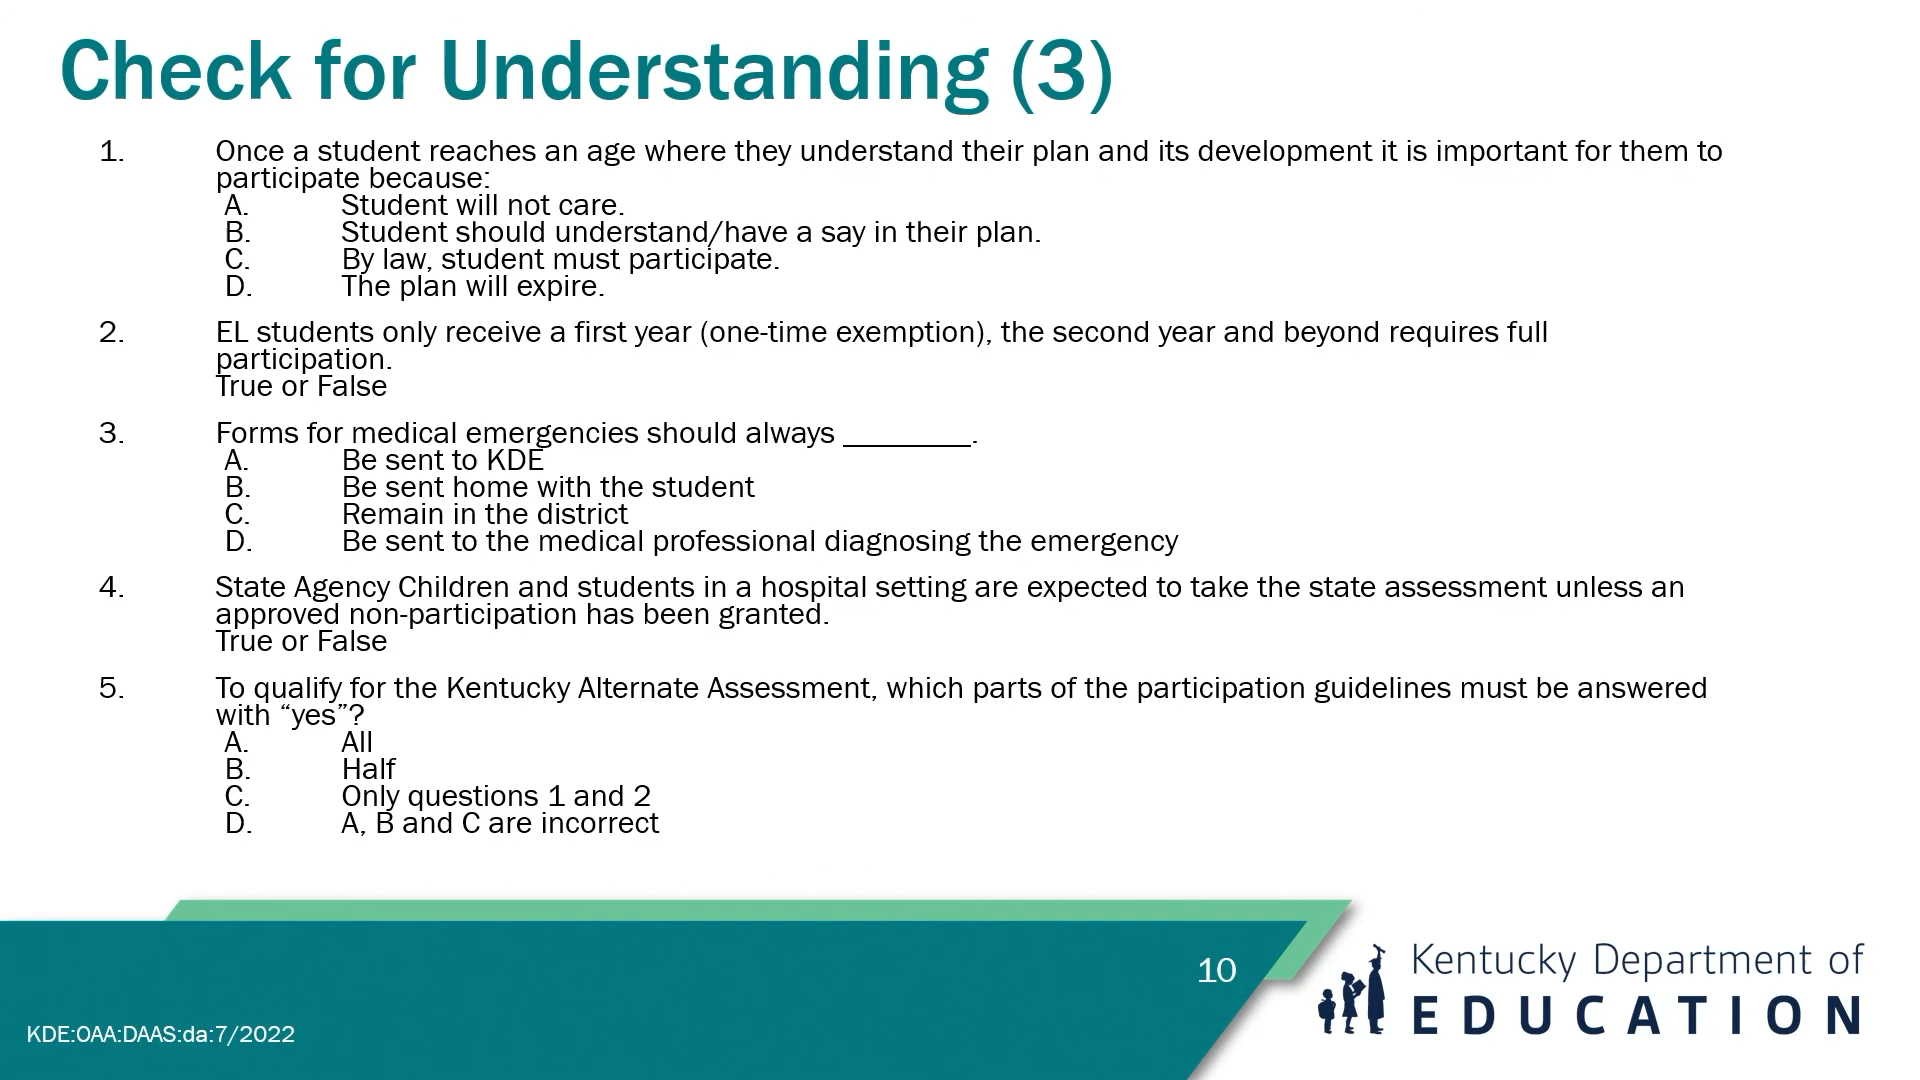 Check for Understanding (3)
1. Once a student reaches an age where they understand their plan and its development it is important for them to
participate because:
A. Student will not care.
B. Student should understand/have a say in their plan.
C. By law, student must participate.
D. The plan will expire.
2. EL students only receive a first year (one-time exemption), the second year and beyond requires full
participation.
True or False
3. Forms for medical emergencies should always ________.
A. Be sent to KDE
B. Be sent home with the student
C. Remain in the district
D. Be sent to the medical professional diagnosing the emergency
4. State Agency Children and students in a hospital setting are expected to take the state assessment unless an
approved non-participation has been granted.
True or False
5. To qualify for the Kentucky Alternate Assessment, which parts of the participation guidelines must be answered
with “yes”?
A. All
B. Half
C. Only questions 1 and 2
D. A, B and C are incorrect
10
Kentucky Department of
EDUCATION
KDE:OAA:DAAS:da:7/2022